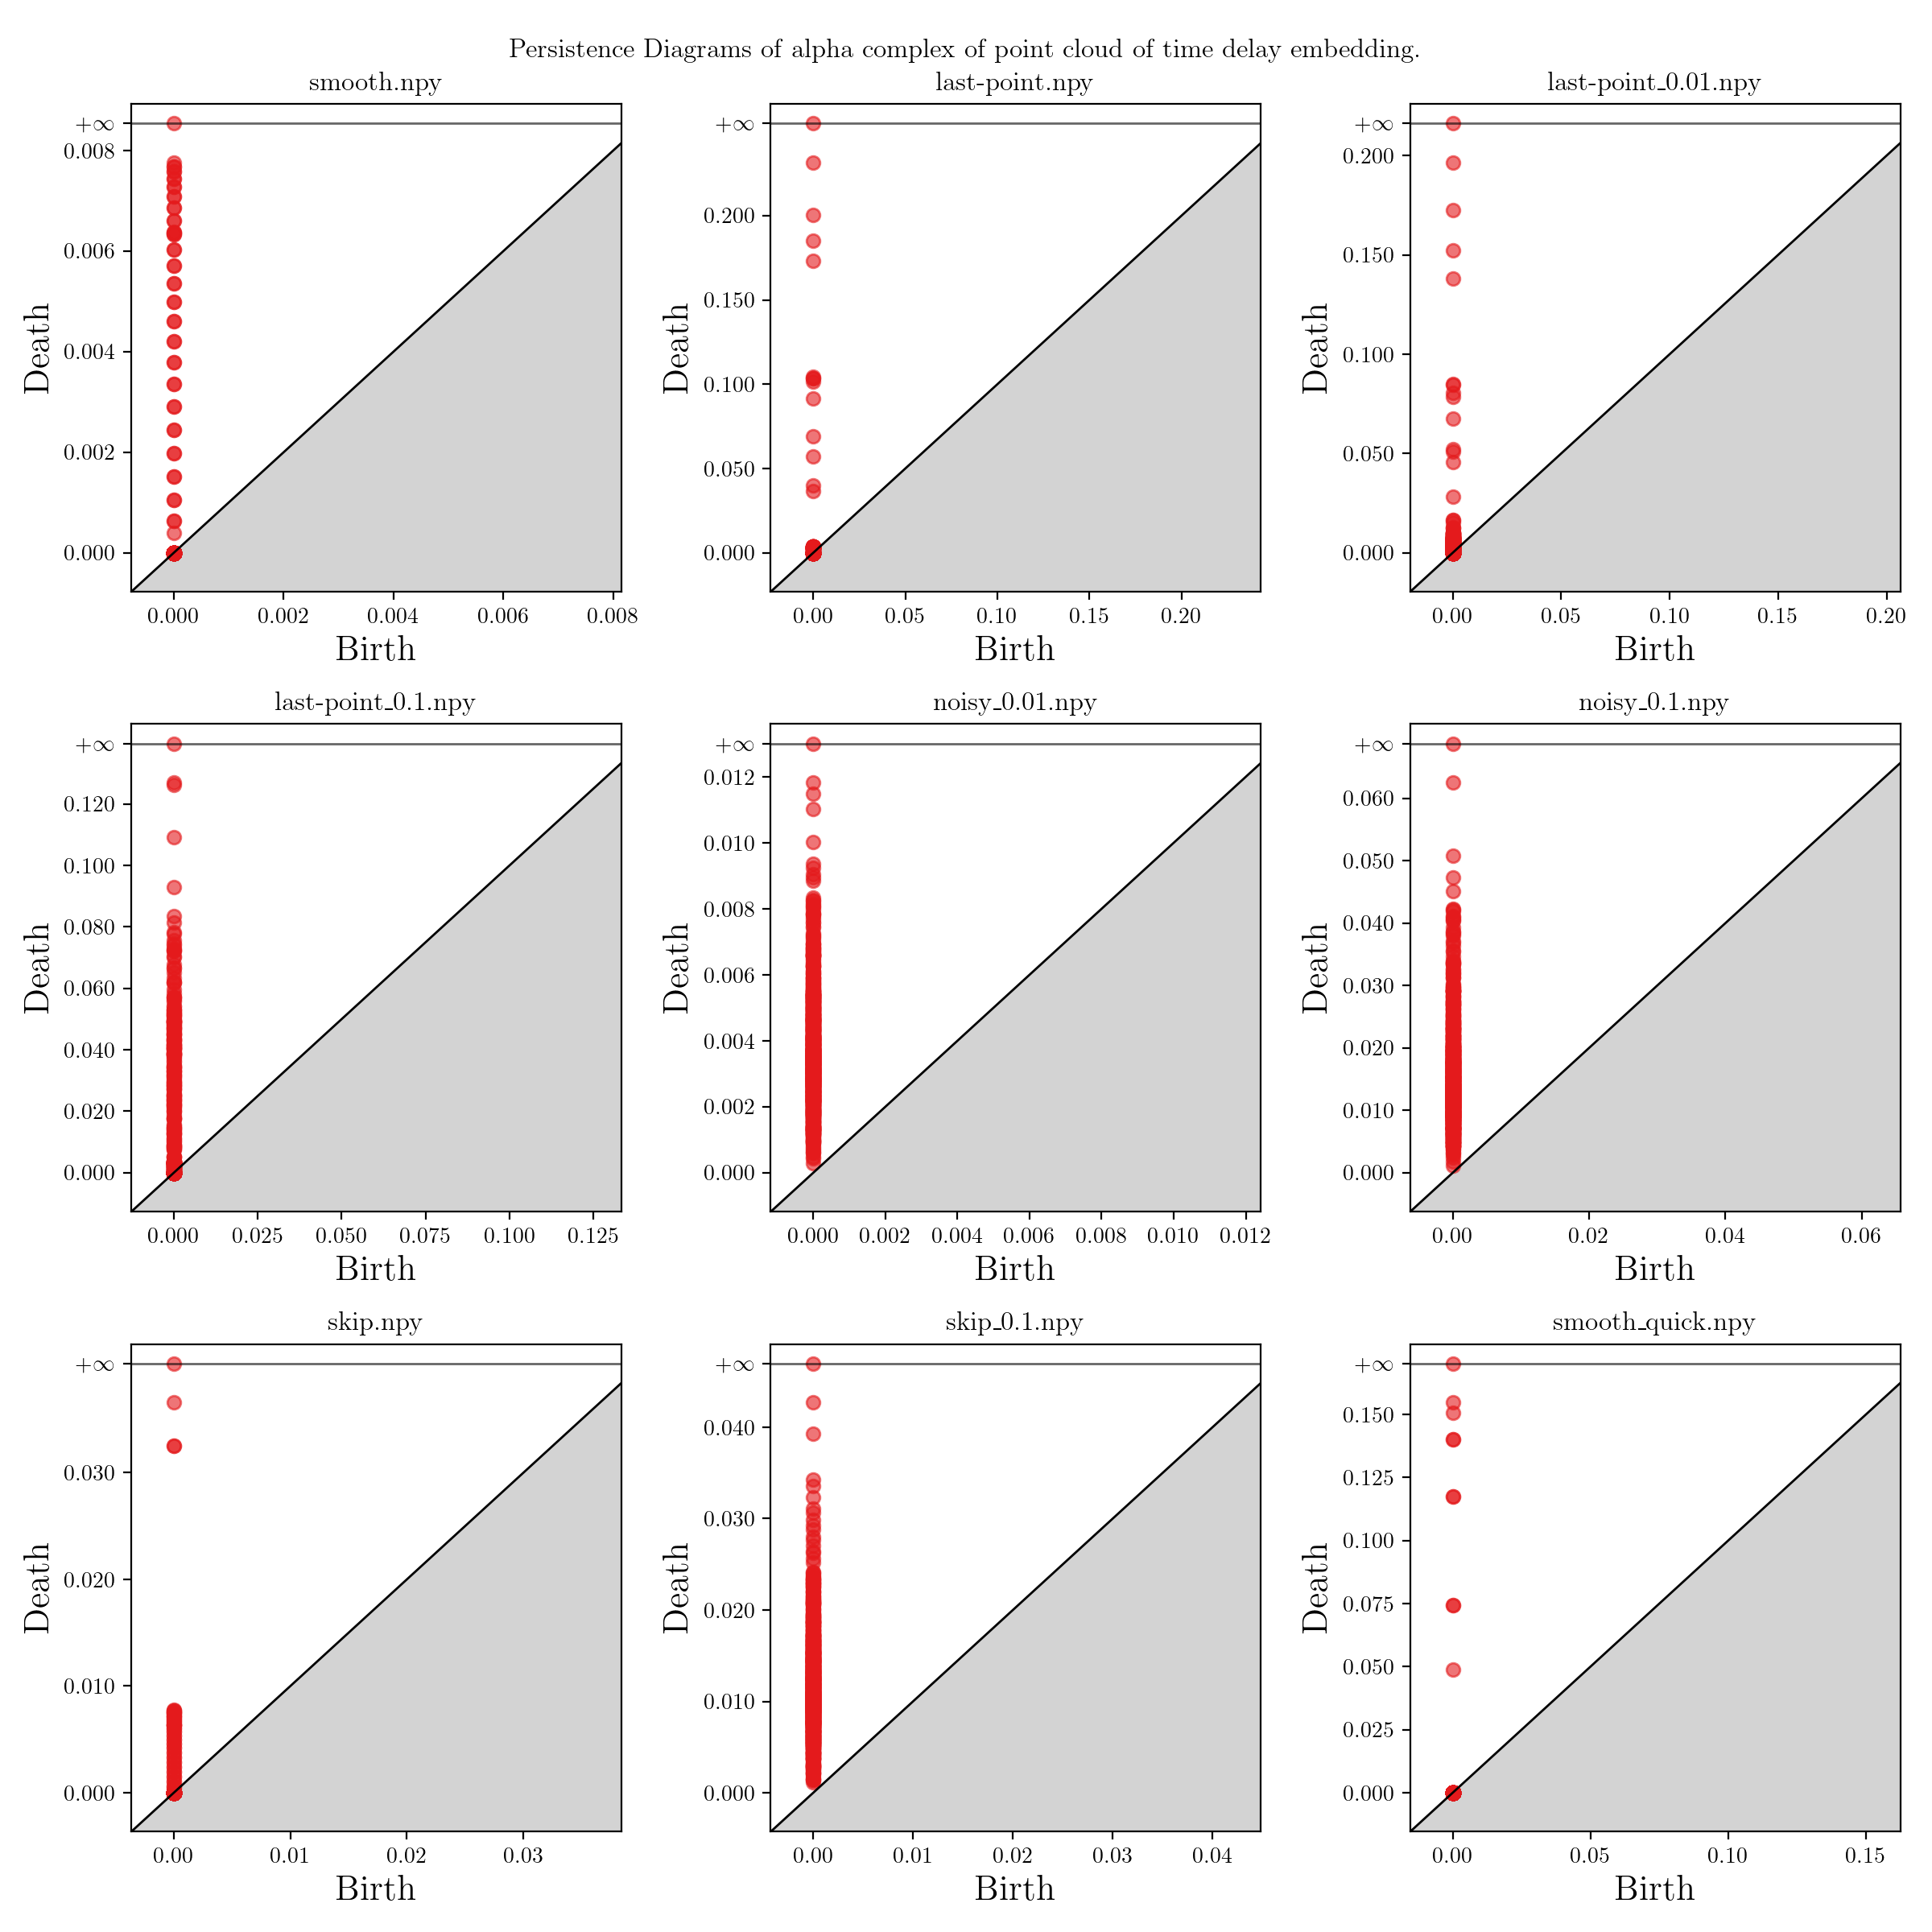 Persistence Diagrams of alpha complex of point cloud of time delay embedding.
smooth.npy
last-point.npy
last-point_0.01.npy
+∞
0.008
0.006
0.004
0.002
0.000
Death
0.000 0.002 0.004 0.006 0.008
Birth
+∞
0.200
0.150
0.100
0.050
0.000
Death
0.00 0.05 0.10 0.15 0.20
Birth
+∞
0.200
0.150
0.100
0.050
0.000
Death
0.00 0.05 0.10 0.15 0.20
Birth
last-point_0.1.npy
noisy_0.01.npy
noisy_0.1.npy
+∞
0.120
0.100
0.080
0.060
0.040
0.020
0.000
Death
0.000 0.025 0.050 0.075 0.100 0.125
Birth
+∞
0.012
0.010
0.008
0.006
0.004
0.002
0.000
Death
0.000 0.002 0.004 0.006 0.008 0.010 0.012
Birth
+∞
0.060
0.050
0.040
0.030
0.020
0.010
0.000
Death
0.00 0.02 0.04 0.06
Birth
skip.npy
skip_0.1.npy
smooth_quick.npy
+∞
0.030
0.020
0.010
0.000
Death
0.00 0.01 0.02 0.03
Birth
+∞
0.040
0.030
0.020
0.010
0.000
Death
0.00 0.01 0.02 0.03 0.04
Birth
+∞
0.150
0.125
0.100
0.075
0.050
0.025
0.000
Death
0.00 0.05 0.10 0.15
Birth